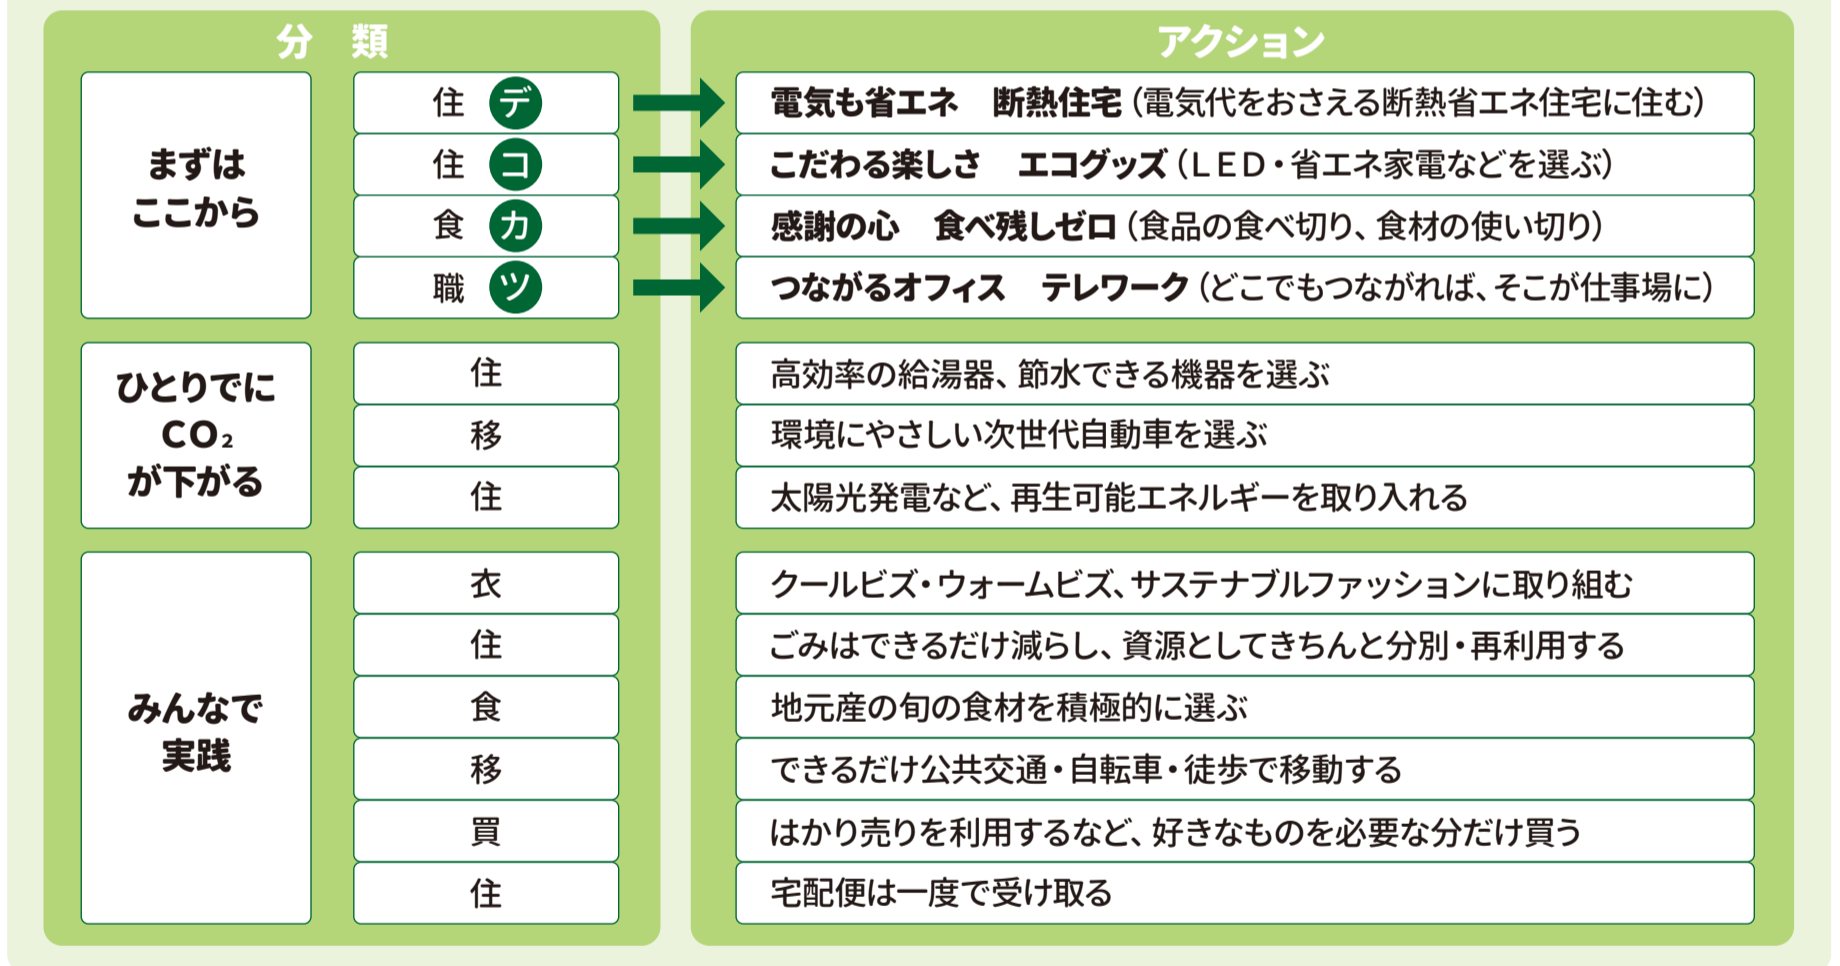 分　類
アクション
まずは
ここから
住 デ
電気も省エネ　断熱住宅（電気代をおさえる断熱省エネ住宅に住む）
住 コ
こだわる楽しさ　エコグッズ（ＬＥＤ・省エネ家電などを選ぶ）
食 カ
感謝の心　食べ残しゼロ（食品の食べ切り、食材の使い切り）
職 ツ
つながるオフィス　テレワーク（どこでもつながれば、そこが仕事場に）
ひとりでに
CO₂
が下がる
住
高効率の給湯器、節水できる機器を選ぶ
移
環境にやさしい次世代自動車を選ぶ
住
太陽光発電など、再生可能エネルギーを取り入れる
みんなで
実践
衣
クールビズ・ウォームビズ、サステナブルファッションに取り組む
住
ごみはできるだけ減らし、資源としてきちんと分別・再利用する
食
地元産の旬の食材を積極的に選ぶ
移
できるだけ公共交通・自転車・徒歩で移動する
買
はかり売りを利用するなど、好きなものを必要な分だけ買う
住
宅配便は一度で受け取る